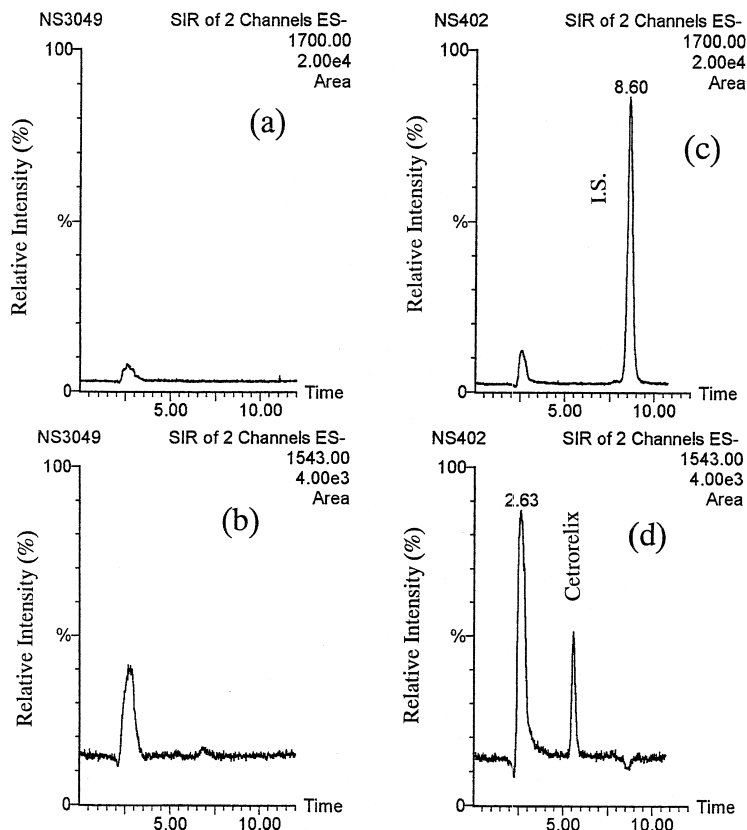 NS3049 SIR of 2 Channels ES-
1700.00
2.00e4
Area
100
(a)
Relative Intensity (%)
%
0
5.00 10.00
Time
NS402 SIR of 2 Channels ES-
1700.00
2.00e4
Area
100
8.60
(c)
I.S.
Relative Intensity (%)
%
0
5.00 10.00
Time
NS3049 SIR of 2 Channels ES-
1543.00
4.00e3
Area
100
(b)
Relative Intensity (%)
%
0
5.00 10.00
Time
NS402 SIR of 2 Channels ES-
1543.00
4.00e3
Area
100
2.63
Cetrorelix
(d)
Relative Intensity (%)
%
0
5.00 10.00
Time